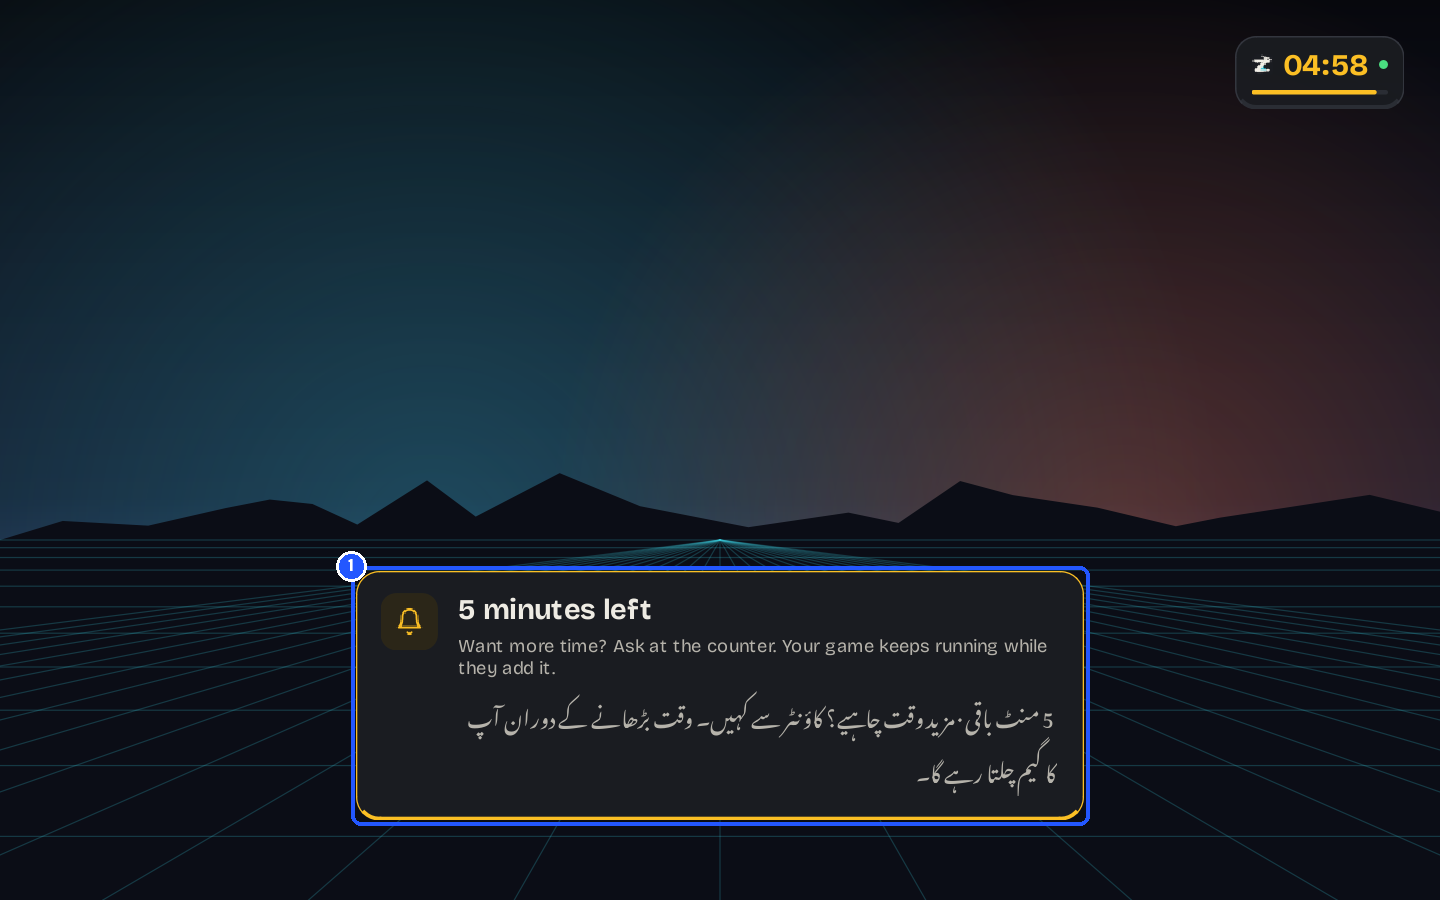 04:58
1
5 minutes left
Want more time? Ask at the counter. Your game keeps running while
they add it.
5 منٹ باقی · مزید وقت چاہیے؟ کاؤنٹر سے کہیں۔ وقت بڑھانے کے دوران آپ
کا گیم چلتا رہے گا۔